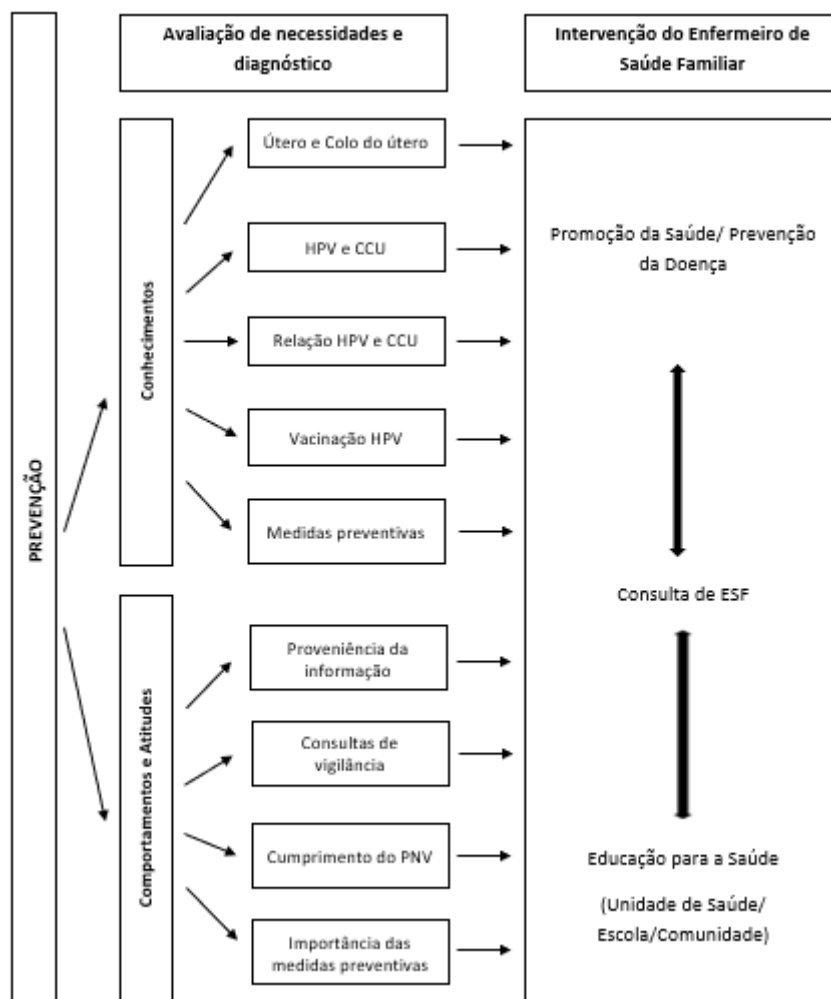 Avaliação de necessidades e
diagnóstico
Intervenção do Enfermeiro de
Saúde Familiar
PREVENÇÃO
Conhecimentos
Útero e Colo do útero
HPV e CCU
Relação HPV e CCU
Vacinação HPV
Medidas preventivas
Comportamentos e Atitudes
Proveniência da
informação
Consultas de
vigilância
Cumprimento do PNV
Importância das
medidas preventivas
Promoção da Saúde/ Prevenção
da Doença
Consulta de ESF
Educação para a Saúde
(Unidade de Saúde/
Escola/Comunidade)